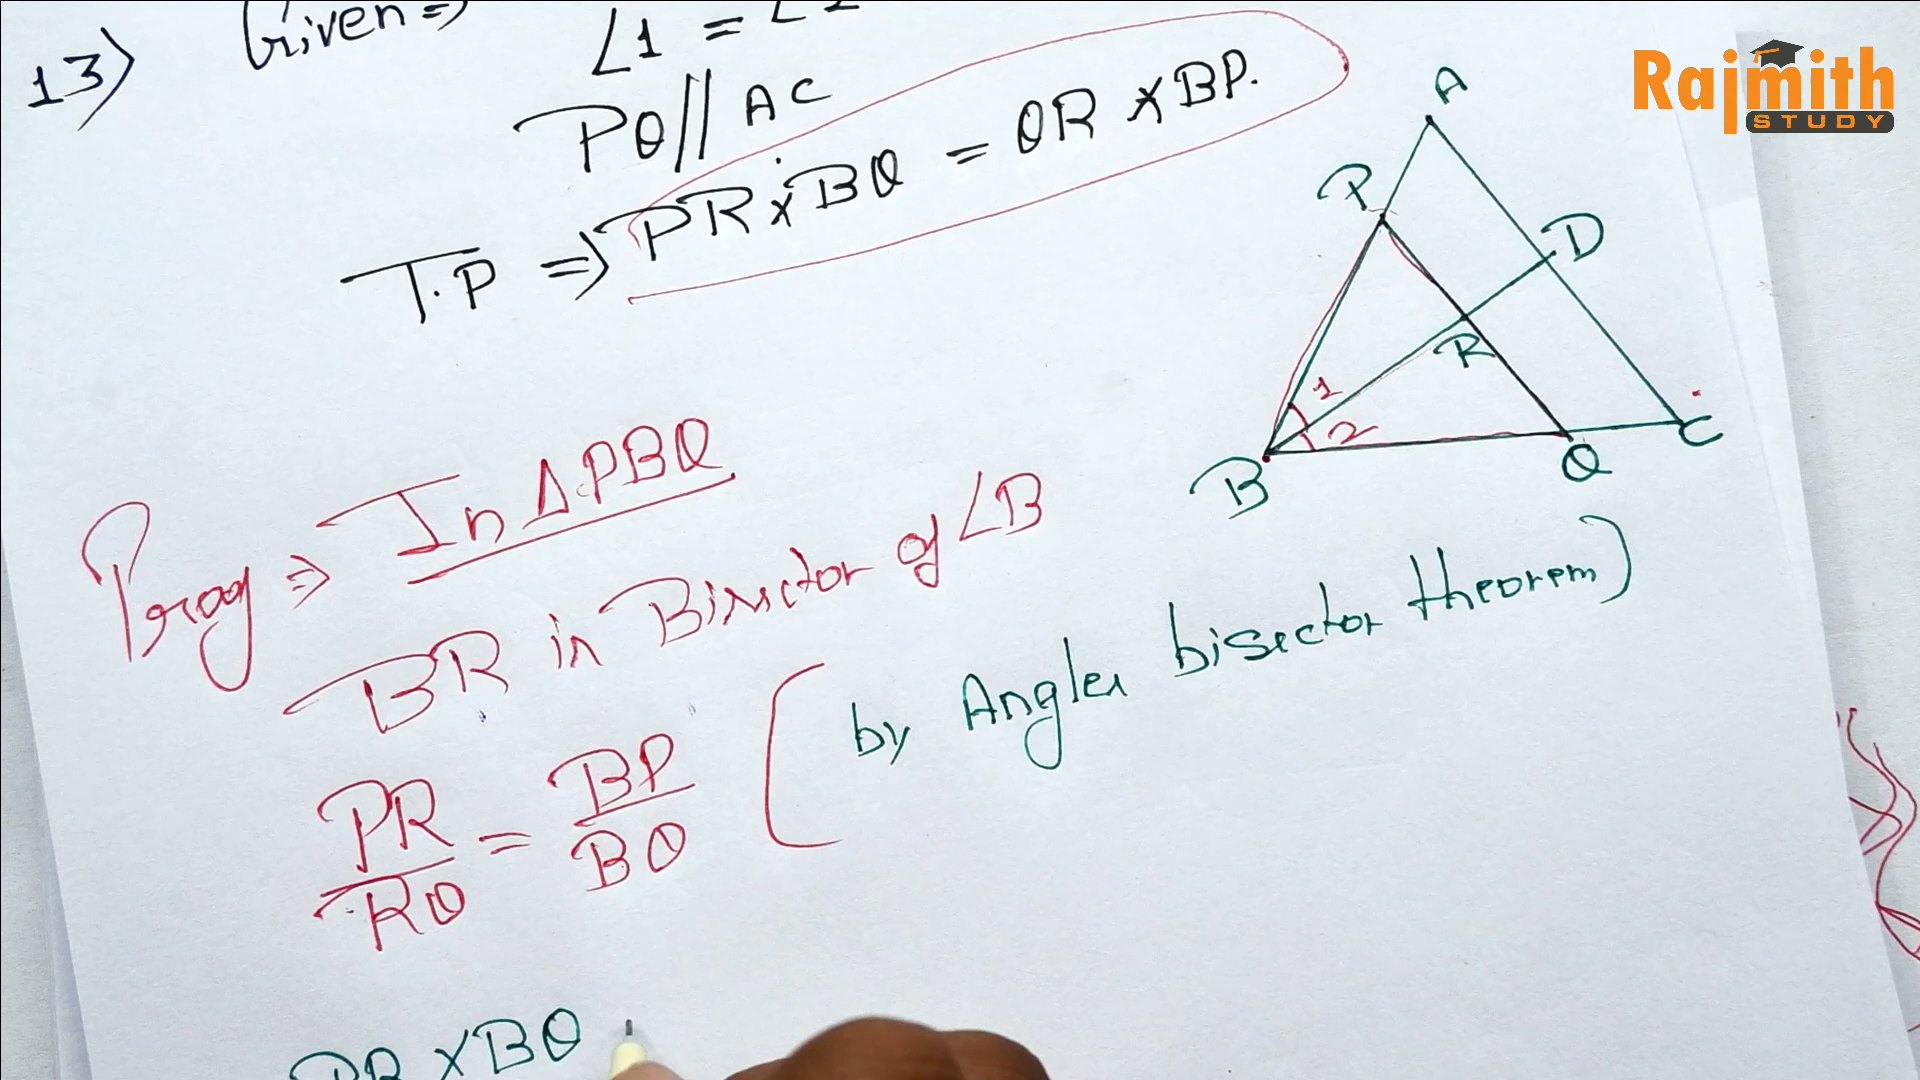 13) Given ⇒ ∠1 = ∠2
PQ // AC
T.P ⇒ PR × BQ = QR × BP.
Rajmith
STUDY
A
P
D
R
1
2
B
Q
C
Proof ⇒ In ΔPBQ
BR is Bisector of ∠B
PR/RQ = BP/BQ (by Angle bisector theorem)
PR × BQ